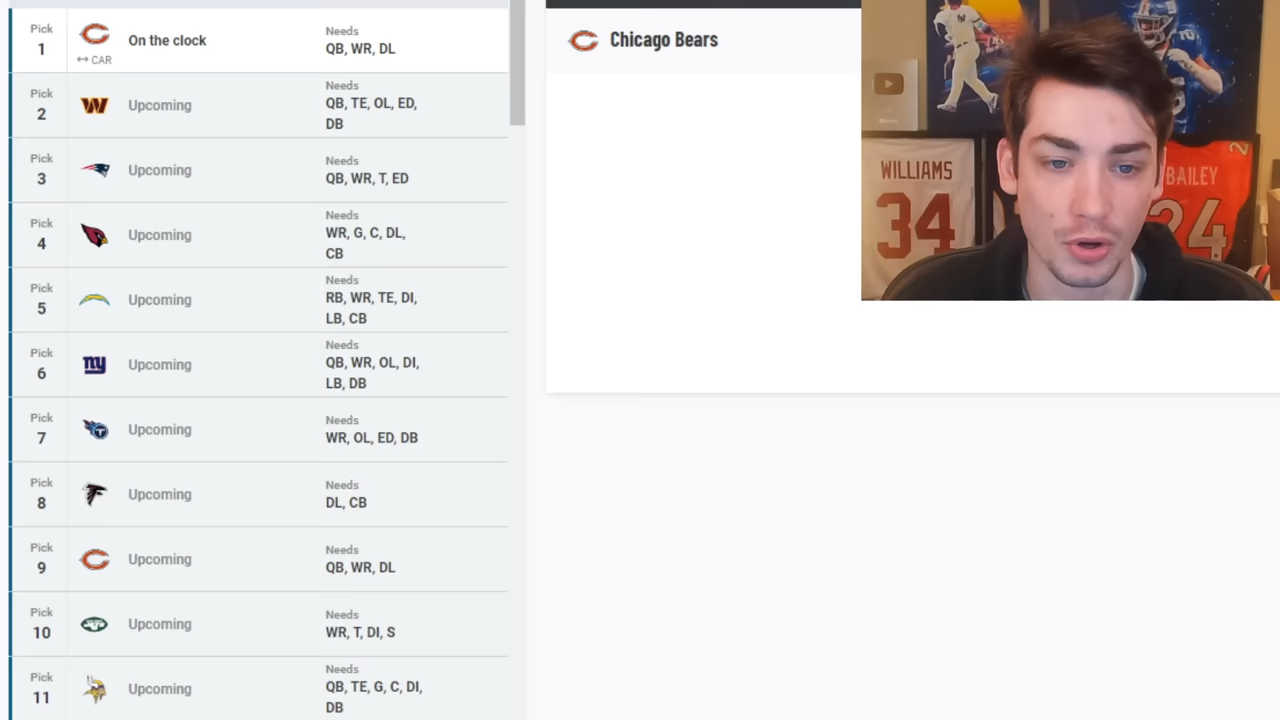 Pick
1
CAR
On the clock
Needs
QB, WR, DL
Pick
2
Upcoming
Needs
QB, TE, OL, ED,
DB
Pick
3
Upcoming
Needs
QB, WR, T, ED
Pick
4
Upcoming
Needs
WR, G, C, DL,
CB
Pick
5
Upcoming
Needs
RB, WR, TE, DI,
LB, CB
Pick
6
ny
Upcoming
Needs
QB, WR, OL, DI,
LB, DB
Pick
7
Upcoming
Needs
WR, OL, ED, DB
Pick
8
Upcoming
Needs
DL, CB
Pick
9
Upcoming
Needs
QB, WR, DL
Pick
10
Upcoming
Needs
WR, T, DI, S
Pick
11
Upcoming
Needs
QB, TE, G, C, DI,
DB
Chicago Bears
WILLIAMS
34
BAILEY
24
2